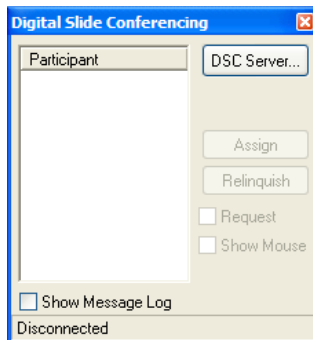 Digital Slide Conferencing
Participant
DSC Server...
Assign
Relinquish
Request
Show Mouse
Show Message Log
Disconnected